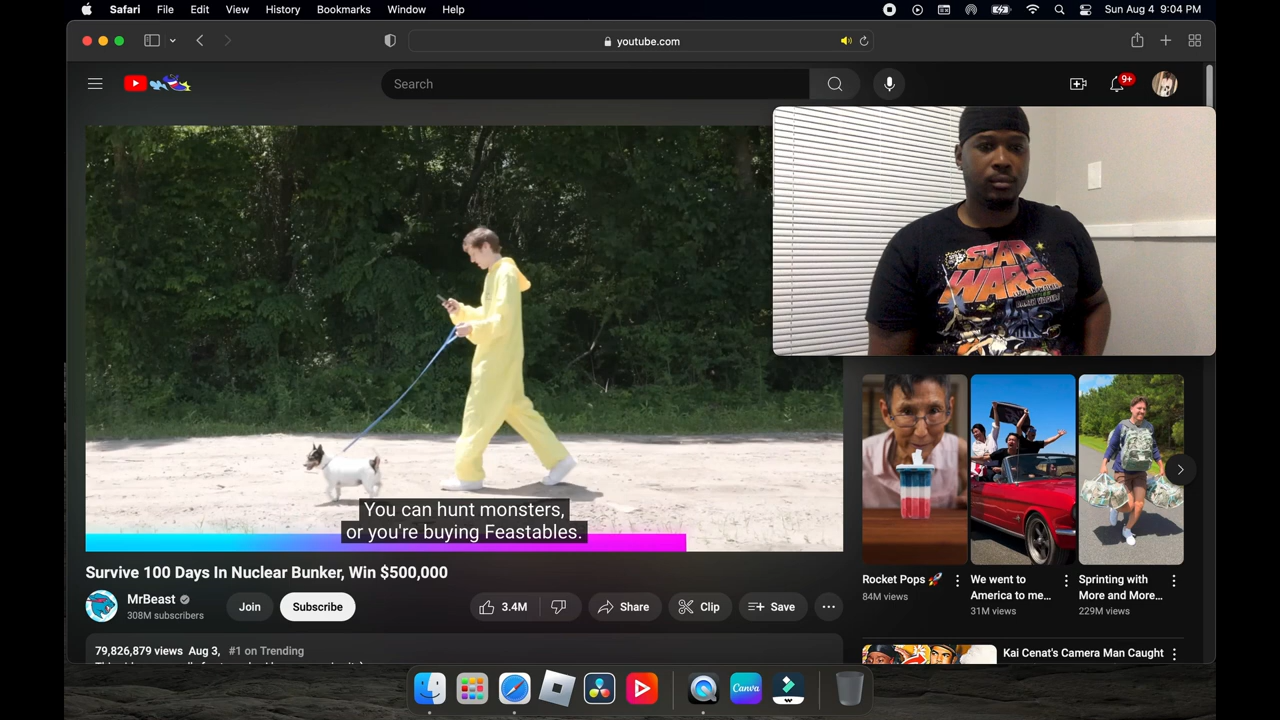 Safari File Edit View History Bookmarks Window Help
Sun Aug 4 9:04 PM
youtube.com
Search
9+
STAR
WARS
You can hunt monsters,
or you're buying Feastables.
Survive 100 Days In Nuclear Bunker, Win $500,000
MrBeast
308M subscribers
Join
Subscribe
3.4M
Share
Clip
Save
79,826,879 views Aug 3, #1 on Trending
Rocket Pops 🚀
84M views
We went to
America to me...
31M views
Sprinting with
More and More...
229M views
Kai Cenat's Camera Man Caught
Canva